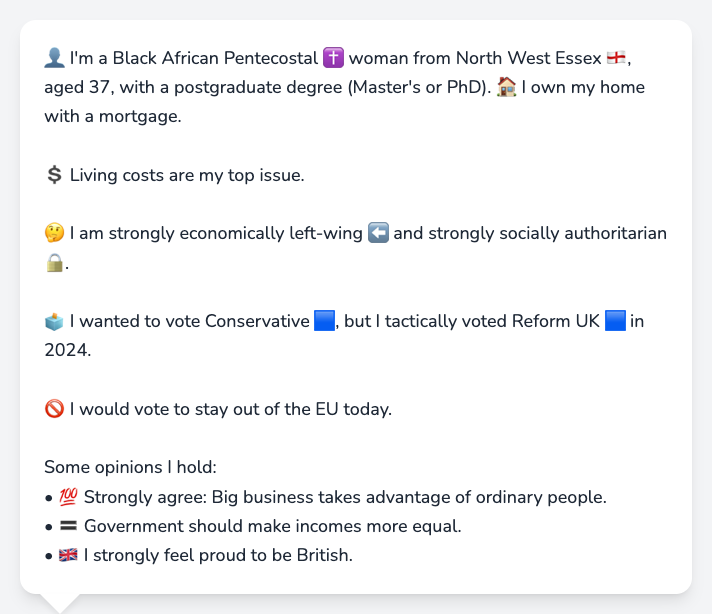 👤 I'm a Black African Pentecostal ✝️ woman from North West Essex 🏴󠁧󠁢󠁥󠁮󠁧󠁿,
aged 37, with a postgraduate degree (Master's or PhD). 🏠 I own my home
with a mortgage.
💲 Living costs are my top issue.
🤔 I am strongly economically left-wing ⬅️ and strongly socially authoritarian
🔒.
🗳️ I wanted to vote Conservative 🟦, but I tactically voted Reform UK 🟦 in
2024.
🚫 I would vote to stay out of the EU today.
Some opinions I hold:
• 💯 Strongly agree: Big business takes advantage of ordinary people.
• 🟰 Government should make incomes more equal.
• 🇬🇧 I strongly feel proud to be British.